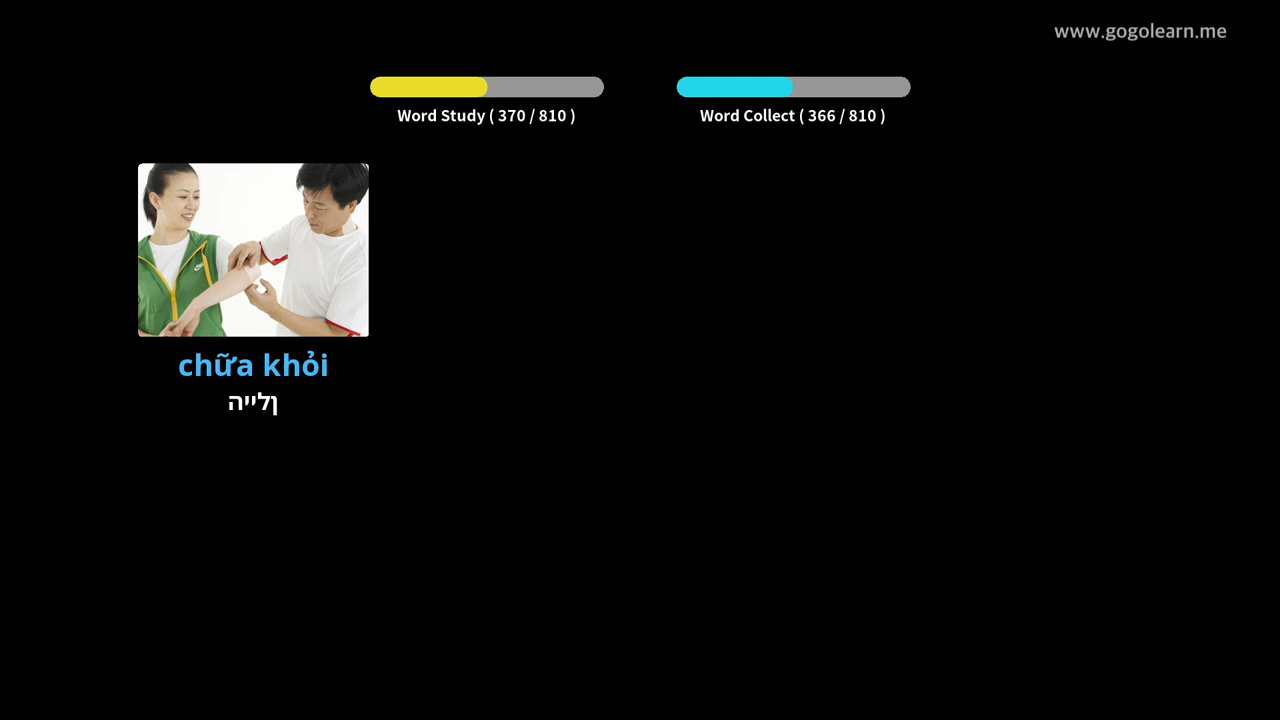 www.gogolearn.me
Word Study ( 370 / 810 )
Word Collect ( 366 / 810 )
chữa khỏi
ןלייה